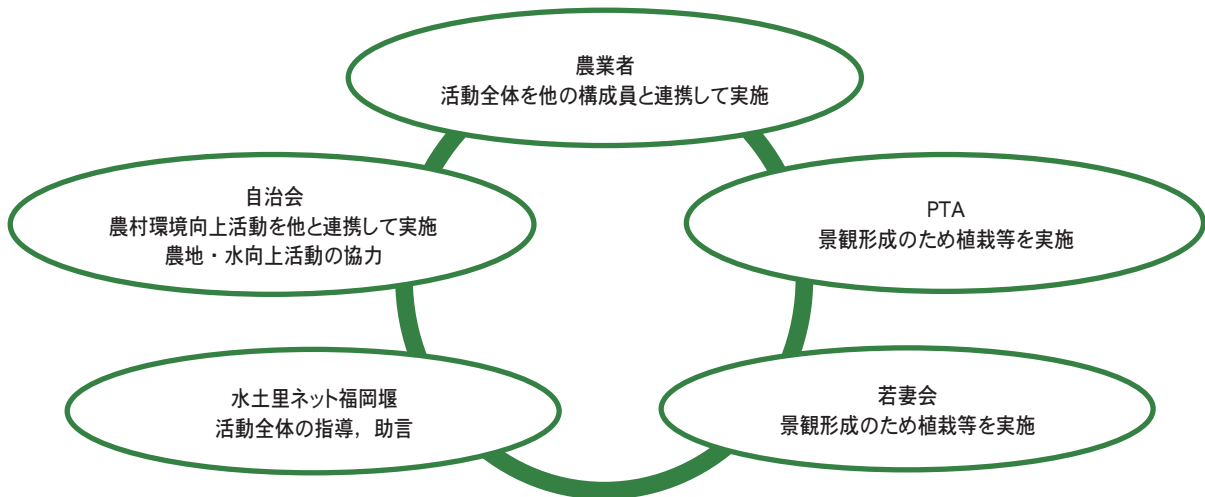 農業者
活動全体を他の構成員と連携して実施
自治会
農村環境向上活動を他と連携して実施
農地・水向上活動の協力
PTA
景観形成のため植栽等を実施
水土里ネット福岡堰
活動全体の指導，助言
若妻会
景観形成のため植栽等を実施